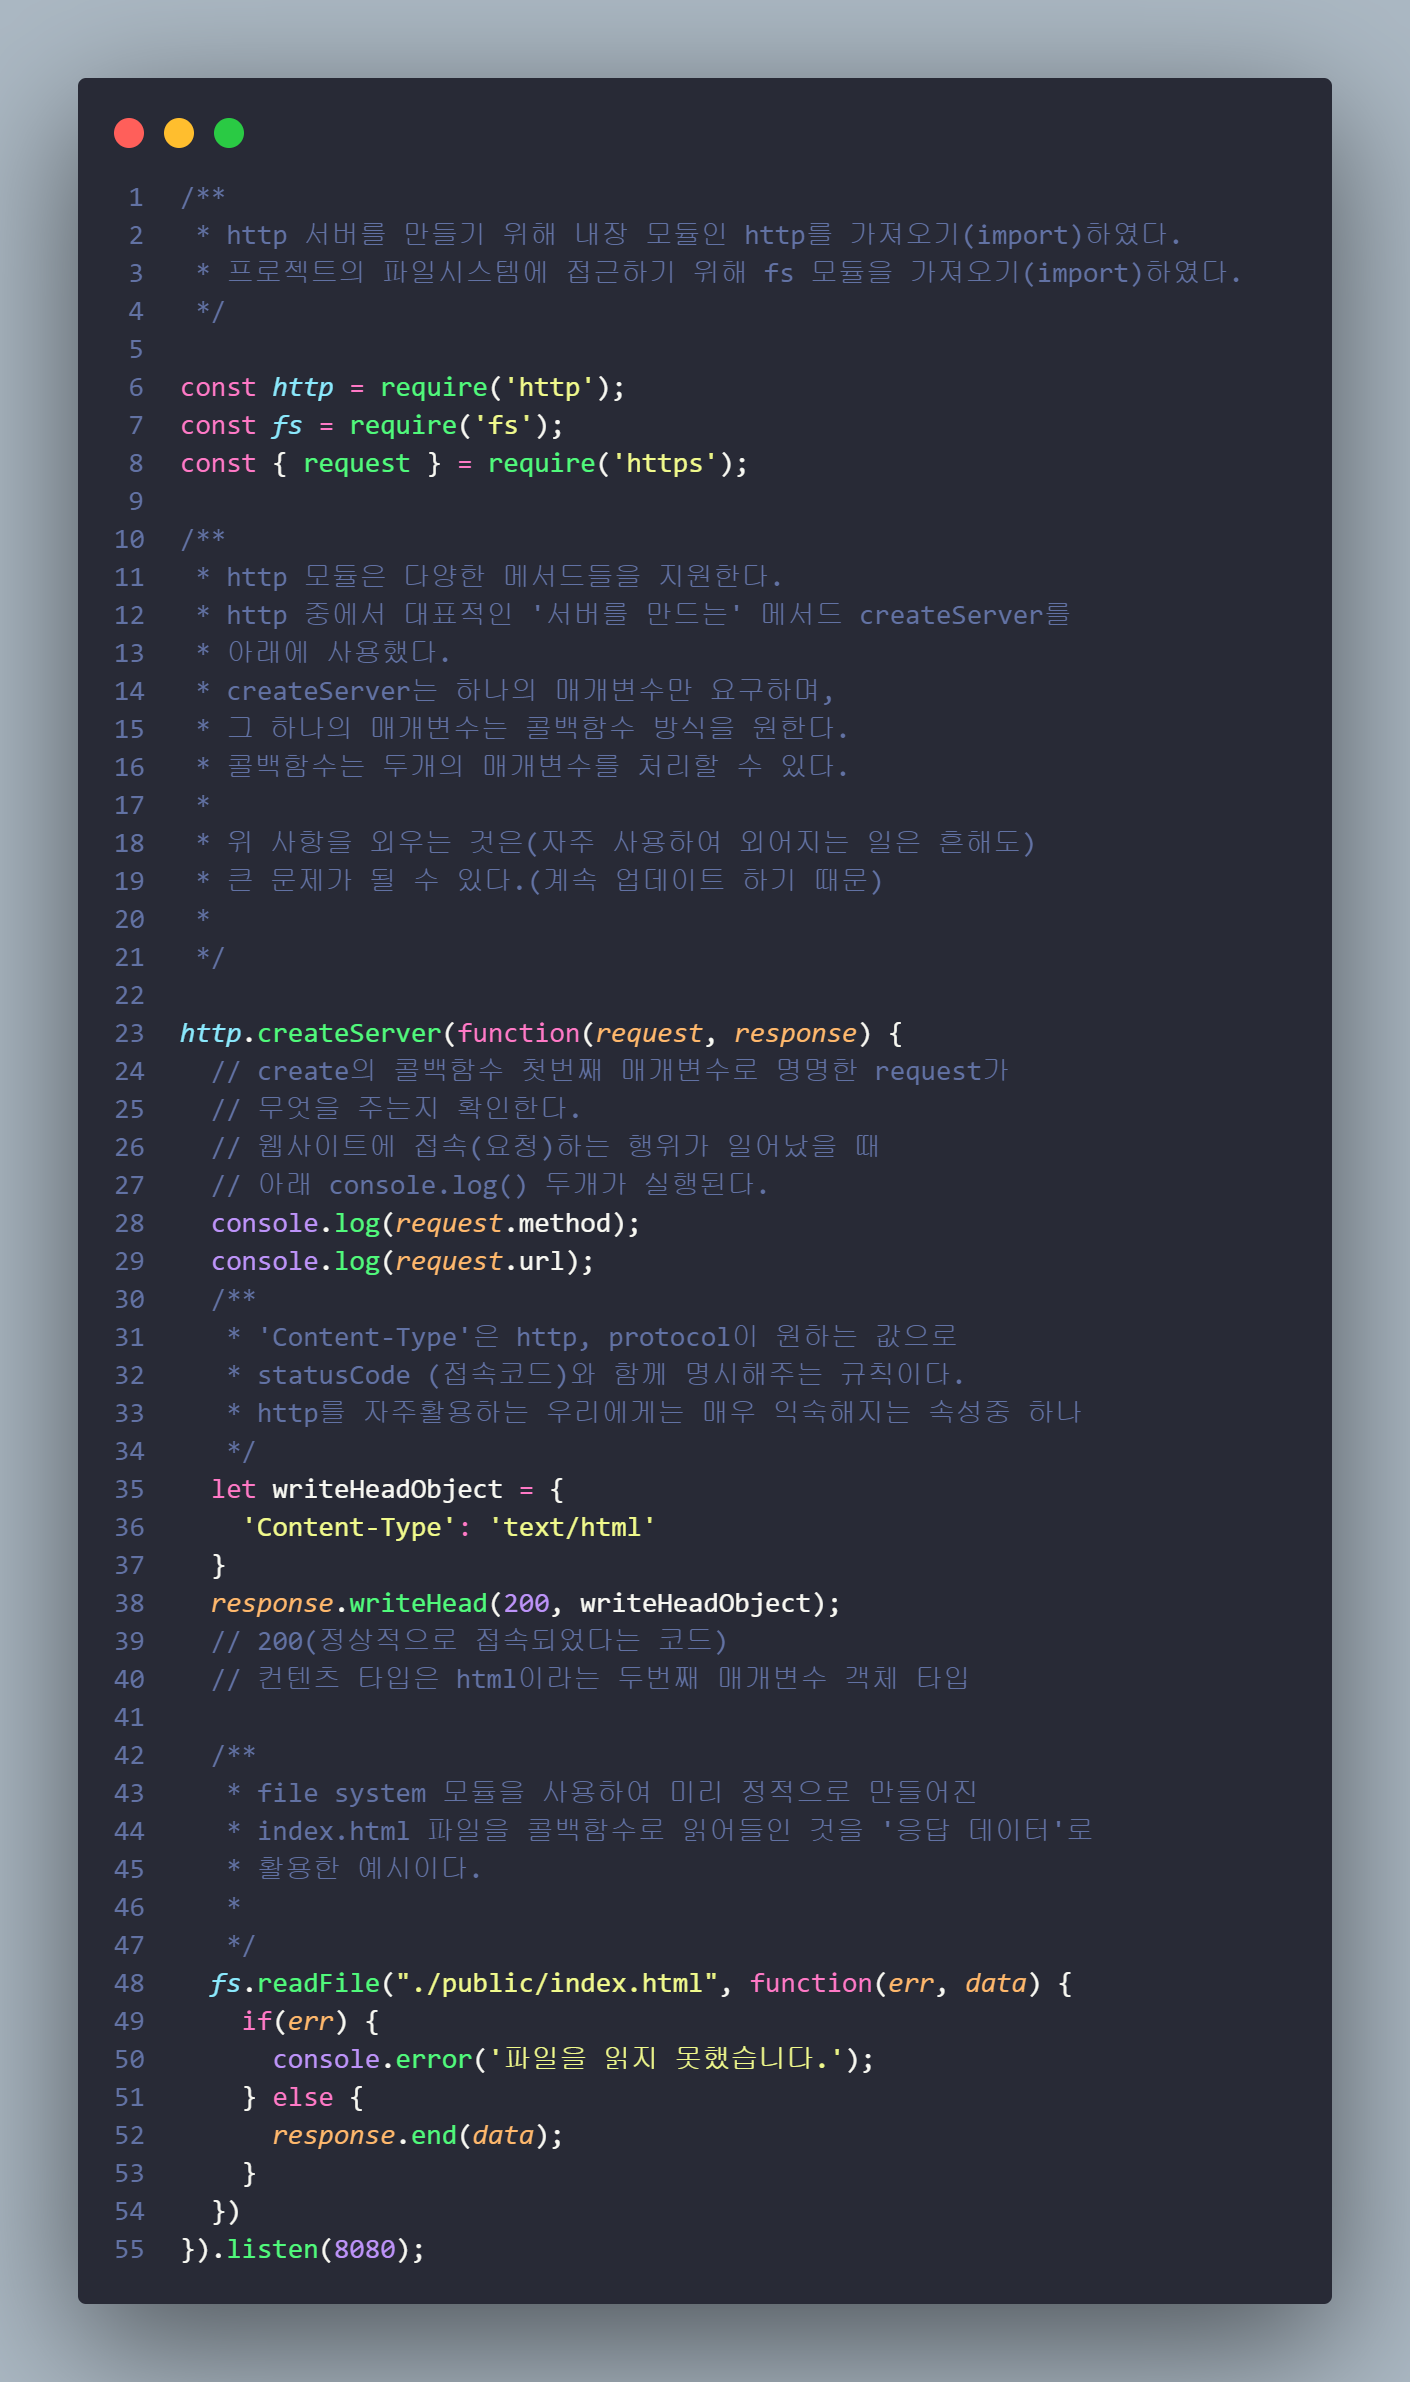 1 /**
2  * http 서버를 만들기 위해 내장 모듈인 http를 가져오기(import)하였다.
3  * 프로젝트의 파일시스템에 접근하기 위해 fs 모듈을 가져오기(import)하였다.
4  */
5
6 const http = require('http');
7 const fs = require('fs');
8 const { request } = require('https');
9
10 /**
11  * http 모듈은 다양한 메서드들을 지원한다.
12  * http 중에서 대표적인 '서버를 만드는' 메서드 createServer를
13  * 아래에 사용했다.
14  * createServer는 하나의 매개변수만 요구하며,
15  * 그 하나의 매개변수는 콜백함수 방식을 원한다.
16  * 콜백함수는 두개의 매개변수를 처리할 수 있다.
17  *
18  * 위 사항을 외우는 것은(자주 사용하여 외어지는 일은 흔해도)
19  * 큰 문제가 될 수 있다.(계속 업데이트 하기 때문)
20  *
21  */
22
23 http.createServer(function(request, response) {
24   // create의 콜백함수 첫번째 매개변수로 명명한 request가
25   // 무엇을 주는지 확인한다.
26   // 웹사이트에 접속(요청)하는 행위가 일어났을 때
27   // 아래 console.log() 두개가 실행된다.
28   console.log(request.method);
29   console.log(request.url);
30   /**
31    * 'Content-Type'은 http, protocol이 원하는 값으로
32    * statusCode (접속코드)와 함께 명시해주는 규칙이다.
33    * http를 자주활용하는 우리에게는 매우 익숙해지는 속성중 하나
34    */
35   let writeHeadObject = {
36     'Content-Type': 'text/html'
37   }
38   response.writeHead(200, writeHeadObject);
39   // 200(정상적으로 접속되었다는 코드)
40   // 컨텐츠 타입은 html이라는 두번째 매개변수 객체 타입
41
42   /**
43    * file system 모듈을 사용하여 미리 정적으로 만들어진
44    * index.html 파일을 콜백함수로 읽어들인 것을 '응답 데이터'로
45    * 활용한 예시이다.
46    *
47    */
48   fs.readFile("./public/index.html", function(err, data) {
49     if(err) {
50       console.error('파일을 읽지 못했습니다.');
51     } else {
52       response.end(data);
53     }
54   })
55 }).listen(8080);